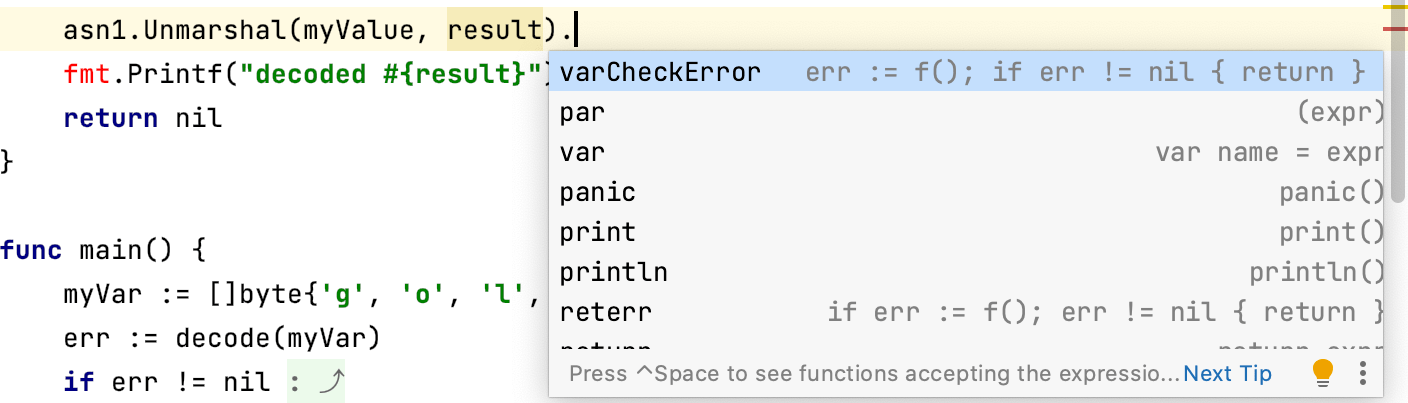 asn1.Unmarshal(myValue, result).
fmt.Printf("decoded #{result}")
return nil
}
func main() {
myVar := []byte{'g', 'o', 'l',
err := decode(myVar)
if err != nil :
varCheckError err := f(); if err != nil { return }
par (expr)
var var name = expr
panic panic()
print print()
println println()
reterr if err := f(); err != nil { return }
Press ^Space to see functions accepting the expressio... Next Tip